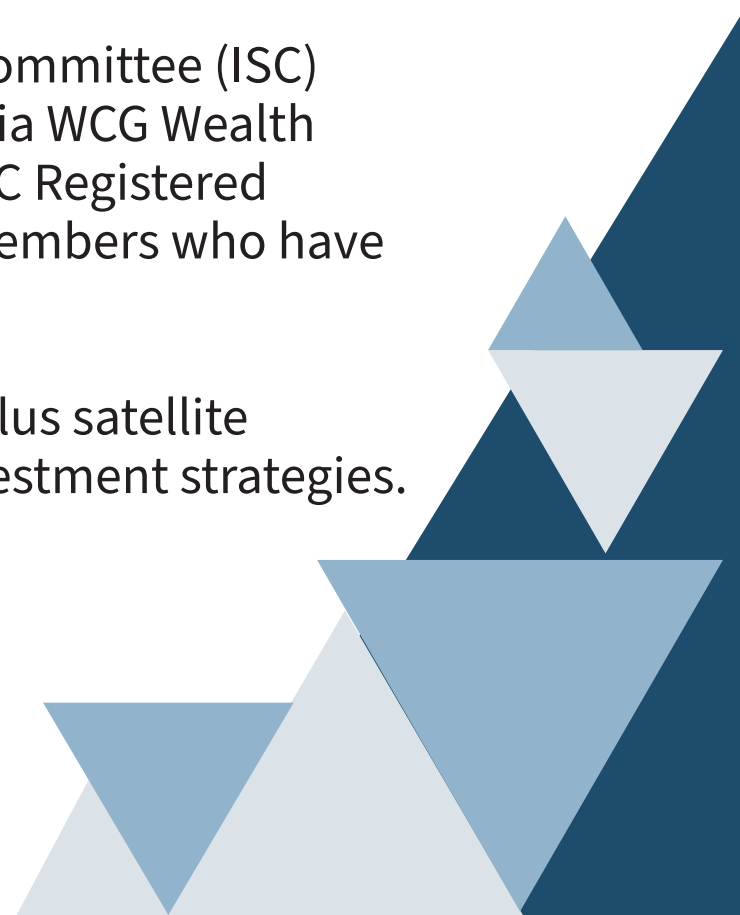 ommittee (ISC)
ia WCG Wealth
C Registered
embers who have
lus satellite
estment strategies.